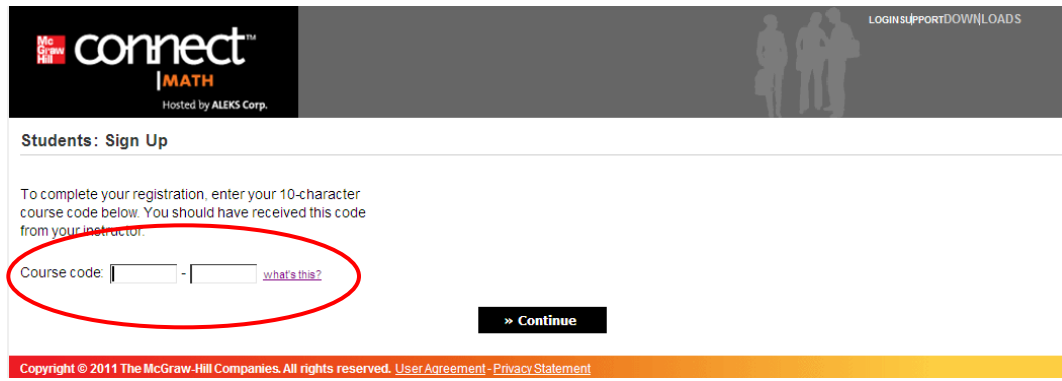 LOGIN SUPPORT DOWNLOADS
Mc
Graw
Hill
connect™
MATH
Hosted by ALEKS Corp.
Students: Sign Up
To complete your registration, enter your 10-character
course code below. You should have received this code
from your instructor.
Course code: - what's this?
» Continue
Copyright © 2011 The McGraw-Hill Companies. All rights reserved. User Agreement - Privacy Statement